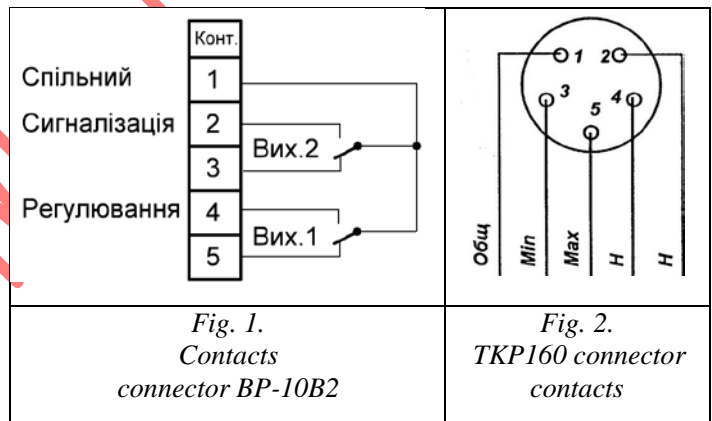 Конт.
Спільний 1
Сигналізація 2
Вих.2
3
Регулювання 4
Вих.1
5
1 2
3 4
5
Общ Min Max Н Н
Fig. 1.
Contacts
connector BP-10B2
Fig. 2.
TKP160 connector
contacts